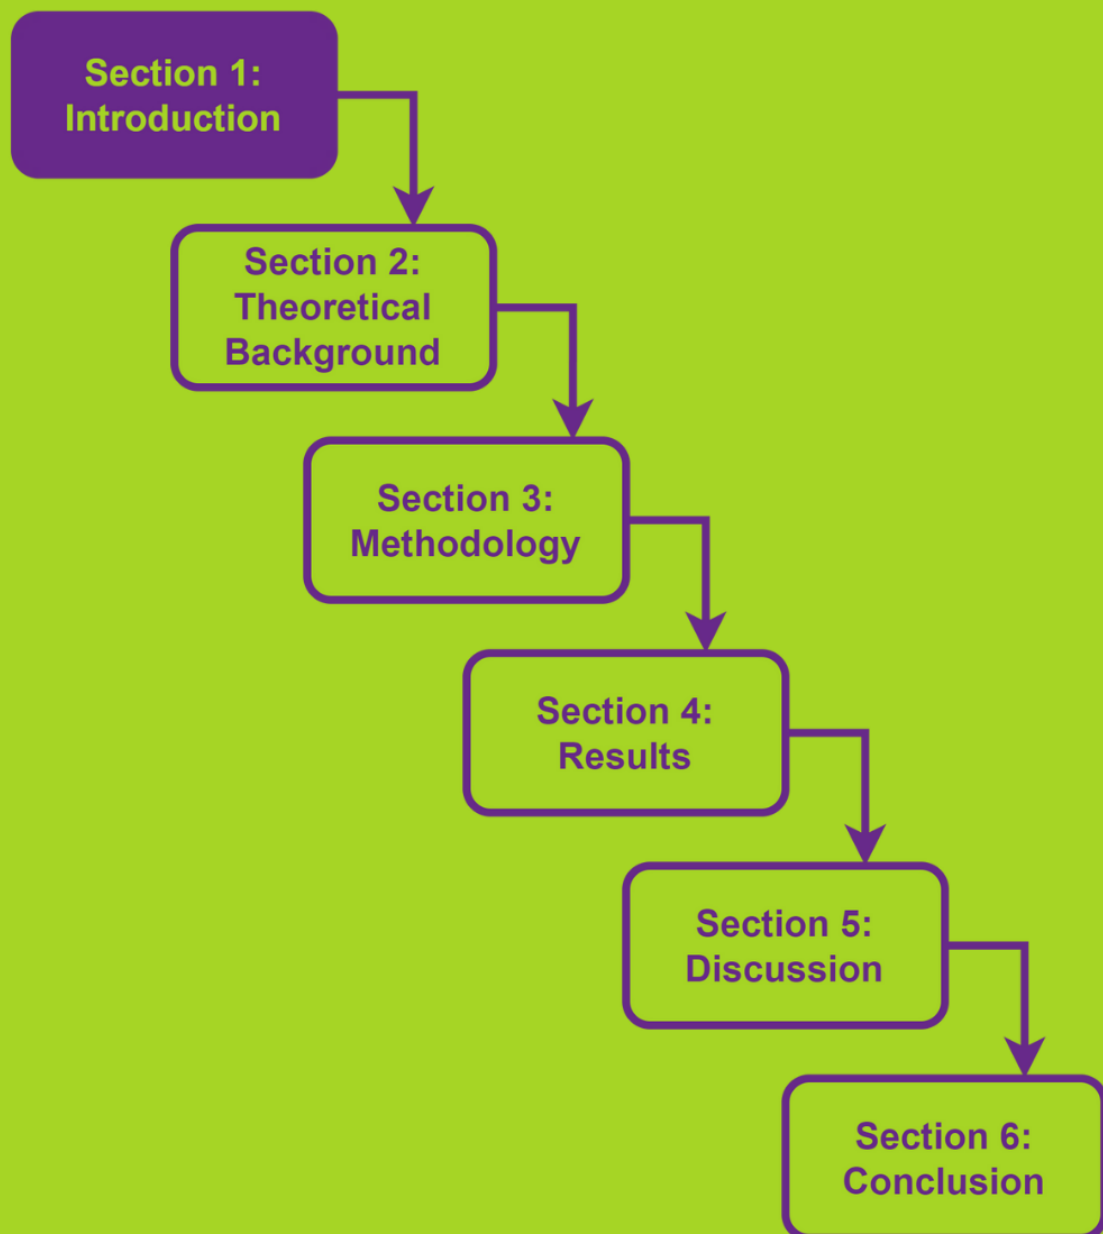 Section 1:
Introduction
Section 2:
Theoretical
Background
Section 3:
Methodology
Section 4:
Results
Section 5:
Discussion
Section 6:
Conclusion